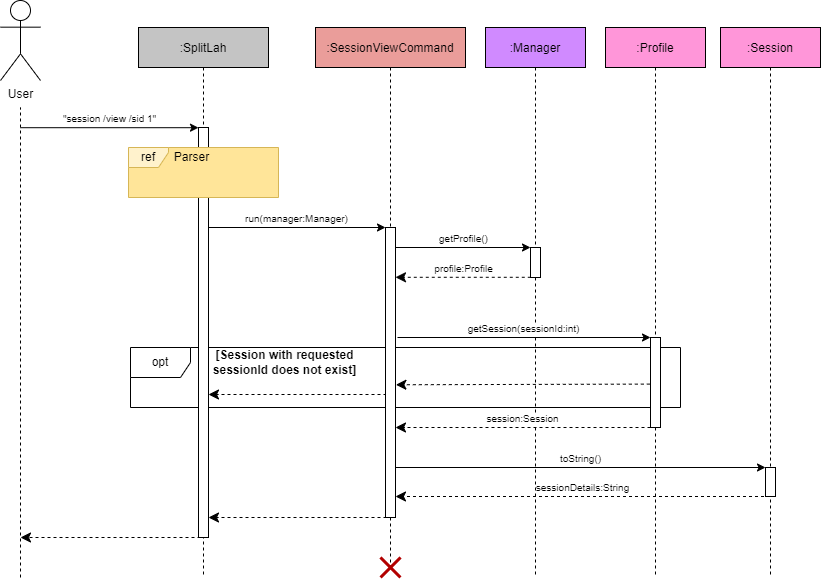 :SplitLah
:SessionViewCommand
:Manager
:Profile
:Session
User
"session /view /sid 1"
ref
Parser
run(manager:Manager)
getProfile()
profile:Profile
getSession(sessionId:int)
opt
[Session with requested
sessionId does not exist]
session:Session
toString()
sessionDetails:String